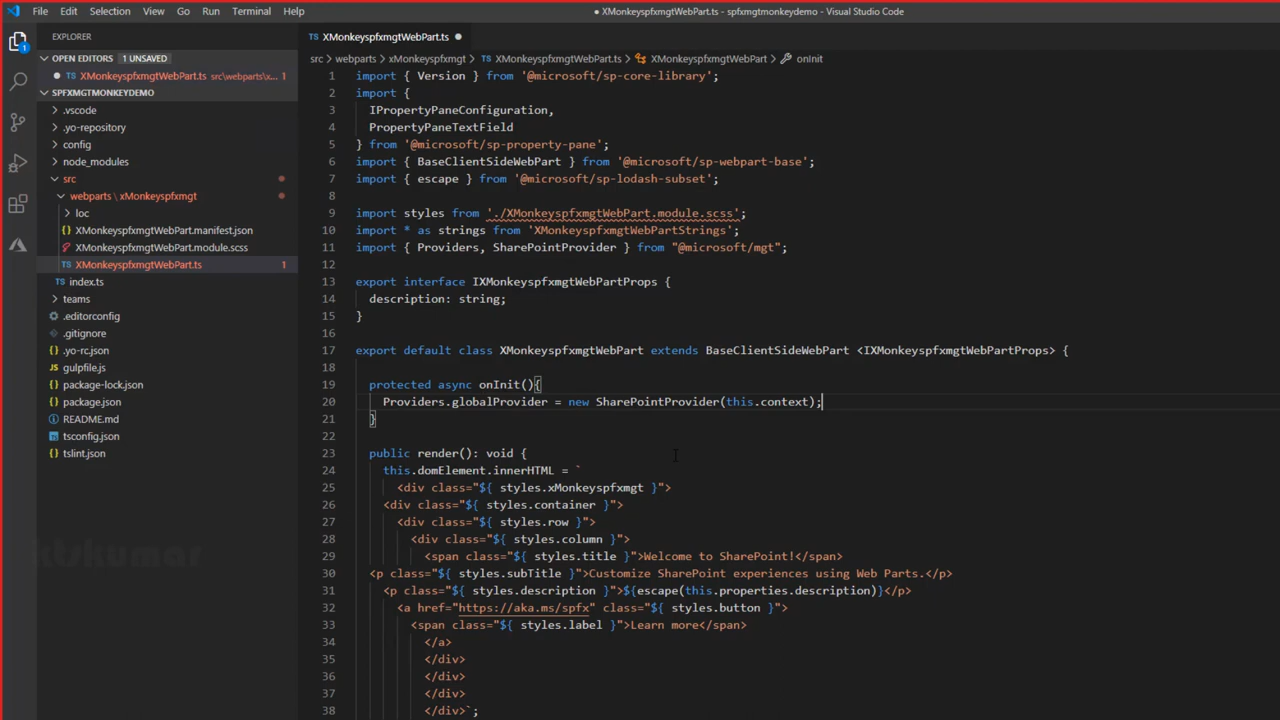 File Edit Selection View Go Run Terminal Help ● XMonkeyspfxmgtWebPart.ts - spfxmgtmonkeydemo - Visual Studio Code
EXPLORER
OPEN EDITORS 1 UNSAVED
TS XMonkeyspfxmgtWebPart.ts src\webparts\x... 1
SPFXMGTMONKEYDEMO
.vscode
.yo-repository
config
node_modules
src
webparts \ xMonkeyspfxmgt
loc
{} XMonkeyspfxmgtWebPart.manifest.json
XMonkeyspfxmgtWebPart.module.scss
TS XMonkeyspfxmgtWebPart.ts 1
TS index.ts
teams
.editorconfig
.gitignore
{} .yo-rc.json
gulpfile.js
{} package-lock.json
{} package.json
README.md
tsconfig.json
{} tslint.json
ktskumar
1
TS XMonkeyspfxmgtWebPart.ts ●
src > webparts > xMonkeyspfxmgt > TS XMonkeyspfxmgtWebPart.ts > XMonkeyspfxmgtWebPart > onInit
1 import { Version } from '@microsoft/sp-core-library';
2 import {
3 IPropertyPaneConfiguration,
4 PropertyPaneTextField
5 } from '@microsoft/sp-property-pane';
6 import { BaseClientSideWebPart } from '@microsoft/sp-webpart-base';
7 import { escape } from '@microsoft/sp-lodash-subset';
8
9 import styles from './XMonkeyspfxmgtWebPart.module.scss';
10 import * as strings from 'XMonkeyspfxmgtWebPartStrings';
11 import { Providers, SharePointProvider } from "@microsoft/mgt";
12
13 export interface IXMonkeyspfxmgtWebPartProps {
14 description: string;
15 }
16
17 export default class XMonkeyspfxmgtWebPart extends BaseClientSideWebPart <IXMonkeyspfxmgtWebPartProps> {
18
19 protected async onInit(){
20 Providers.globalProvider = new SharePointProvider(this.context);
21 }
22
23 public render(): void {
24 this.domElement.innerHTML = `
25 <div class="${ styles.xMonkeyspfxmgt }">
26 <div class="${ styles.container }">
27 <div class="${ styles.row }">
28 <div class="${ styles.column }">
29 <span class="${ styles.title }">Welcome to SharePoint!</span>
30 <p class="${ styles.subTitle }">Customize SharePoint experiences using Web Parts.</p>
31 <p class="${ styles.description }">${escape(this.properties.description)}</p>
32 <a href="https://aka.ms/spfx" class="${ styles.button }">
33 <span class="${ styles.label }">Learn more</span>
34 </a>
35 </div>
36 </div>
37 </div>
38 </div>`;